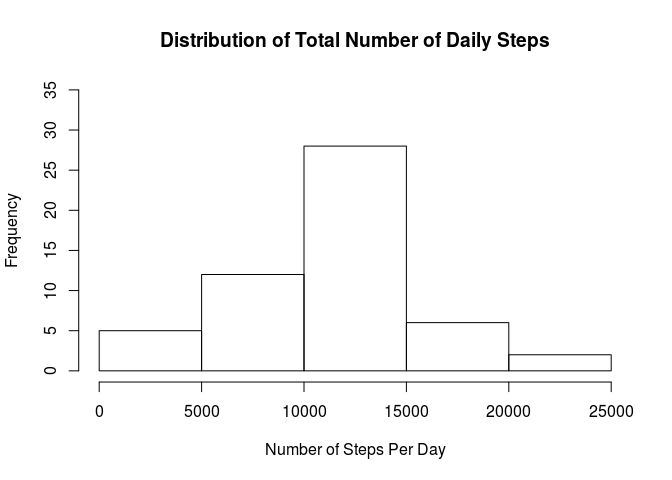 Distribution of Total Number of Daily Steps
Frequency
35
30
25
20
15
10
5
0
0 5000 10000 15000 20000 25000
Number of Steps Per Day